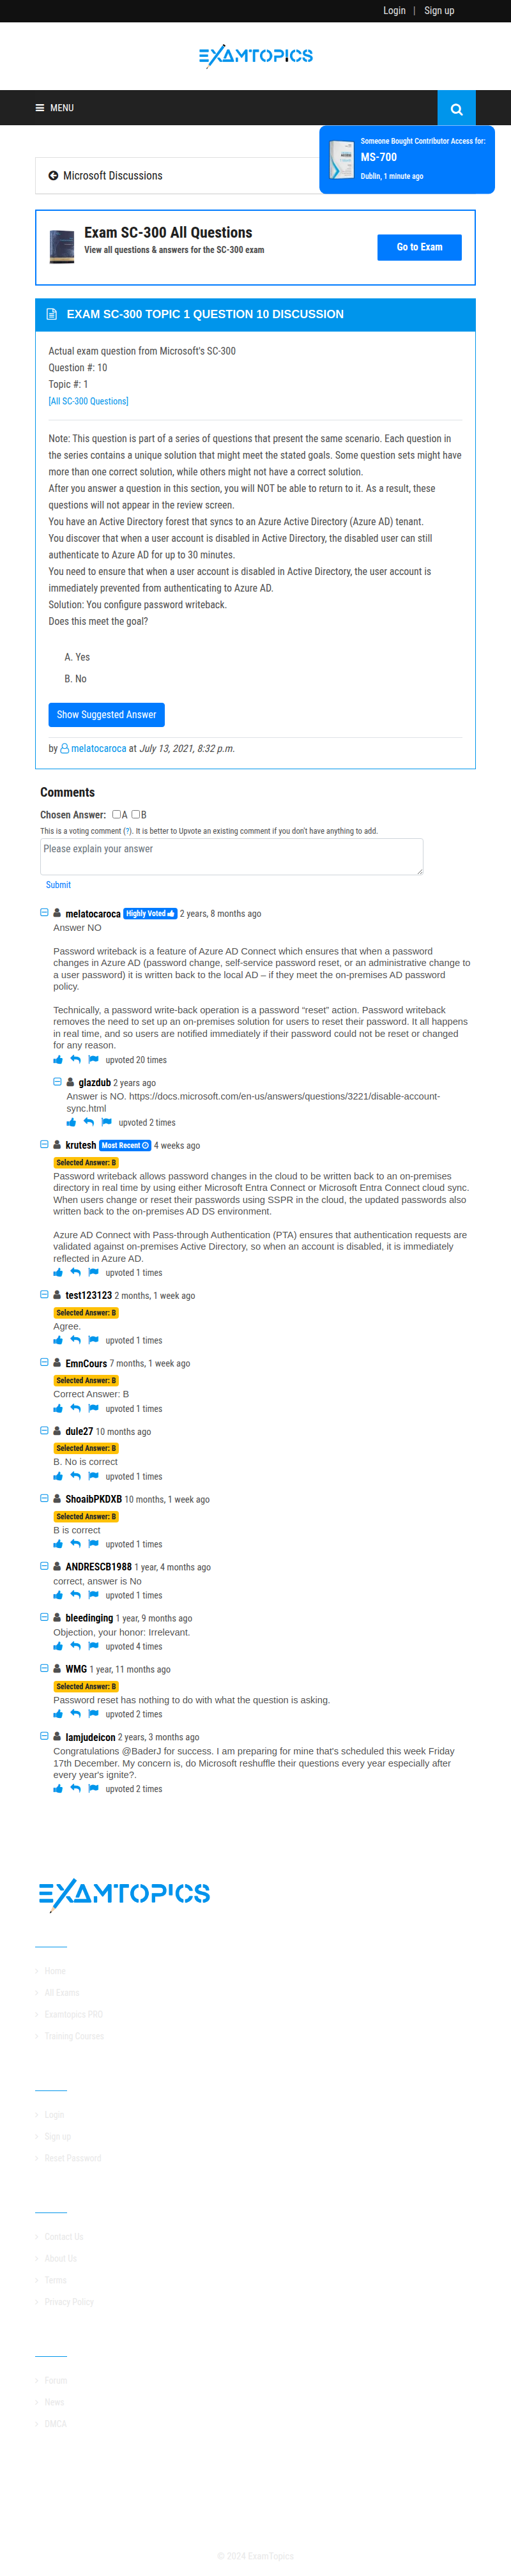 Login | Sign up
EXAMTOPICS
MENU
Someone Bought Contributor Access for:
MS-700
Dublin, 1 minute ago
Microsoft Discussions
Exam SC-300 All Questions
View all questions & answers for the SC-300 exam
Go to Exam
EXAM SC-300 TOPIC 1 QUESTION 10 DISCUSSION
Actual exam question from Microsoft's SC-300
Question #: 10
Topic #: 1
[All SC-300 Questions]
Note: This question is part of a series of questions that present the same scenario. Each question in
the series contains a unique solution that might meet the stated goals. Some question sets might have
more than one correct solution, while others might not have a correct solution.
After you answer a question in this section, you will NOT be able to return to it. As a result, these
questions will not appear in the review screen.
You have an Active Directory forest that syncs to an Azure Active Directory (Azure AD) tenant.
You discover that when a user account is disabled in Active Directory, the disabled user can still
authenticate to Azure AD for up to 30 minutes.
You need to ensure that when a user account is disabled in Active Directory, the user account is
immediately prevented from authenticating to Azure AD.
Solution: You configure password writeback.
Does this meet the goal?
A. Yes
B. No
Show Suggested Answer
by melatocaroca at July 13, 2021, 8:32 p.m.
Comments
Chosen Answer: A B
This is a voting comment (?). It is better to Upvote an existing comment if you don't have anything to add.
Please explain your answer
Submit
melatocaroca Highly Voted 2 years, 8 months ago
Answer NO
Password writeback is a feature of Azure AD Connect which ensures that when a password
changes in Azure AD (password change, self-service password reset, or an administrative change to
a user password) it is written back to the local AD – if they meet the on-premises AD password
policy.
Technically, a password write-back operation is a password “reset” action. Password writeback
removes the need to set up an on-premises solution for users to reset their password. It all happens
in real time, and so users are notified immediately if their password could not be reset or changed
for any reason.
upvoted 20 times
glazdub 2 years ago
Answer is NO. https://docs.microsoft.com/en-us/answers/questions/3221/disable-account-
sync.html
upvoted 2 times
krutesh Most Recent 4 weeks ago
Selected Answer: B
Password writeback allows password changes in the cloud to be written back to an on-premises
directory in real time by using either Microsoft Entra Connect or Microsoft Entra Connect cloud sync.
When users change or reset their passwords using SSPR in the cloud, the updated passwords also
written back to the on-premises AD DS environment.
Azure AD Connect with Pass-through Authentication (PTA) ensures that authentication requests are
validated against on-premises Active Directory, so when an account is disabled, it is immediately
reflected in Azure AD.
upvoted 1 times
test123123 2 months, 1 week ago
Selected Answer: B
Agree.
upvoted 1 times
EmnCours 7 months, 1 week ago
Selected Answer: B
Correct Answer: B
upvoted 1 times
dule27 10 months ago
Selected Answer: B
B. No is correct
upvoted 1 times
ShoaibPKDXB 10 months, 1 week ago
Selected Answer: B
B is correct
upvoted 1 times
ANDRESCB1988 1 year, 4 months ago
correct, answer is No
upvoted 1 times
bleedinging 1 year, 9 months ago
Objection, your honor: Irrelevant.
upvoted 4 times
WMG 1 year, 11 months ago
Selected Answer: B
Password reset has nothing to do with what the question is asking.
upvoted 2 times
Iamjudeicon 2 years, 3 months ago
Congratulations @BaderJ for success. I am preparing for mine that's scheduled this week Friday
17th December. My concern is, do Microsoft reshuffle their questions every year especially after
every year's ignite?.
upvoted 2 times
EXAMTOPICS
Home
All Exams
Examtopics PRO
Training Courses
Login
Sign up
Reset Password
Contact Us
About Us
Terms
Privacy Policy
Forum
News
DMCA
© 2024 ExamTopics